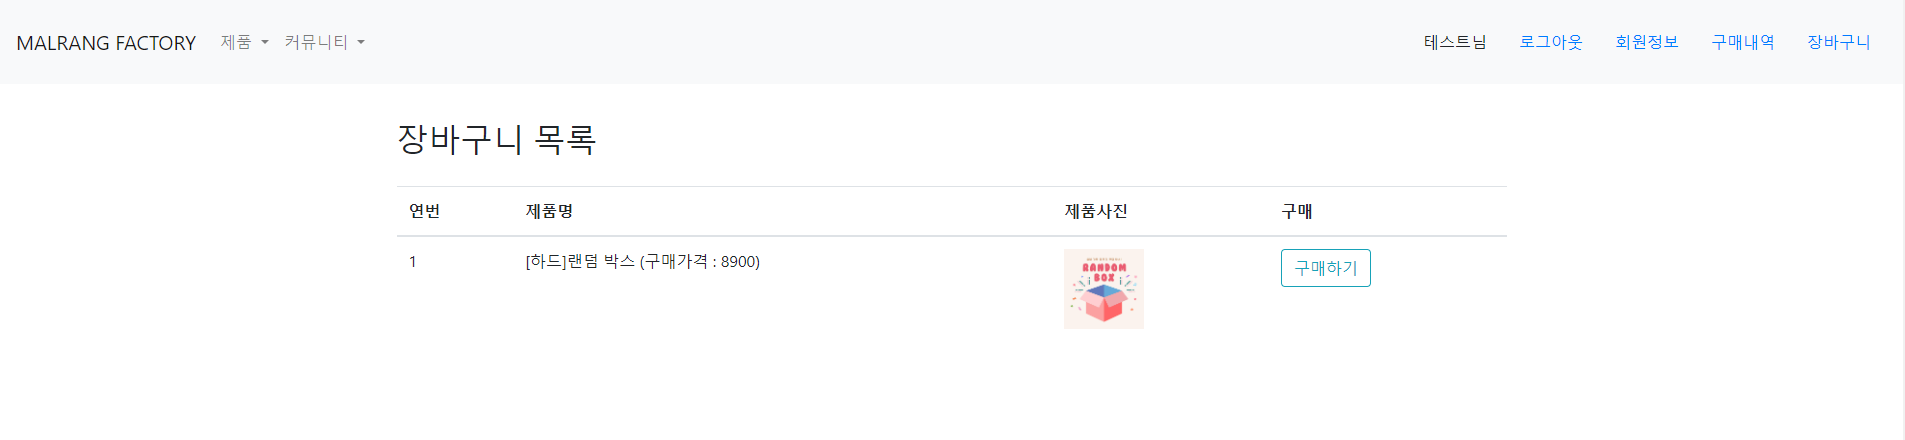 MALRANG FACTORY 제품 커뮤니티 테스트님 로그아웃 회원정보 구매내역 장바구니
장바구니 목록
연번 제품명 제품사진 구매
1 [하드]랜덤 박스 (구매가격 : 8900) 구매하기
RANDOM
BOX